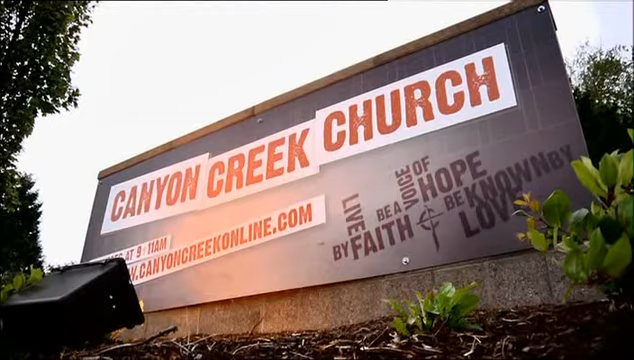 CANYON CREEK CHURCH
AT 9 11AM
.CANYONCREEKONLINE.COM
LIVE BY FAITH
BE A VOICE OF HOPE
BE KNOWN BY LOVE